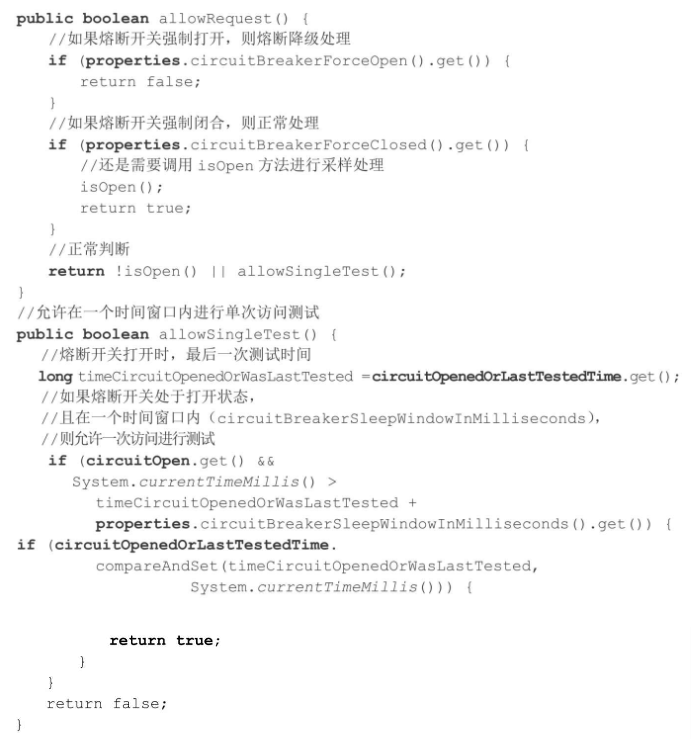 public boolean allowRequest() {
//如果熔断开关强制打开，则熔断降级处理
if (properties.circuitBreakerForceOpen().get()) {
return false;
}
//如果熔断开关强制闭合，则正常处理
if (properties.circuitBreakerForceClosed().get()) {
//还是需要调用 isOpen 方法进行采样处理
isOpen();
return true;
}
//正常判断
return !isOpen() || allowSingleTest();
}
//允许在一个时间窗口内进行单次访问测试
public boolean allowSingleTest() {
//熔断开关打开时，最后一次测试时间
long timeCircuitOpenedOrWasLastTested =circuitOpenedOrLastTestedTime.get();
//如果熔断开关处于打开状态，
//且在一个时间窗口内（circuitBreakerSleepWindowInMilliseconds），
//则允许一次访问进行测试
if (circuitOpen.get() &&
System.currentTimeMillis() >
timeCircuitOpenedOrWasLastTested +
properties.circuitBreakerSleepWindowInMilliseconds().get()) {
if (circuitOpenedOrLastTestedTime.
compareAndSet(timeCircuitOpenedOrWasLastTested,
System.currentTimeMillis())) {
return true;
}
}
return false;
}